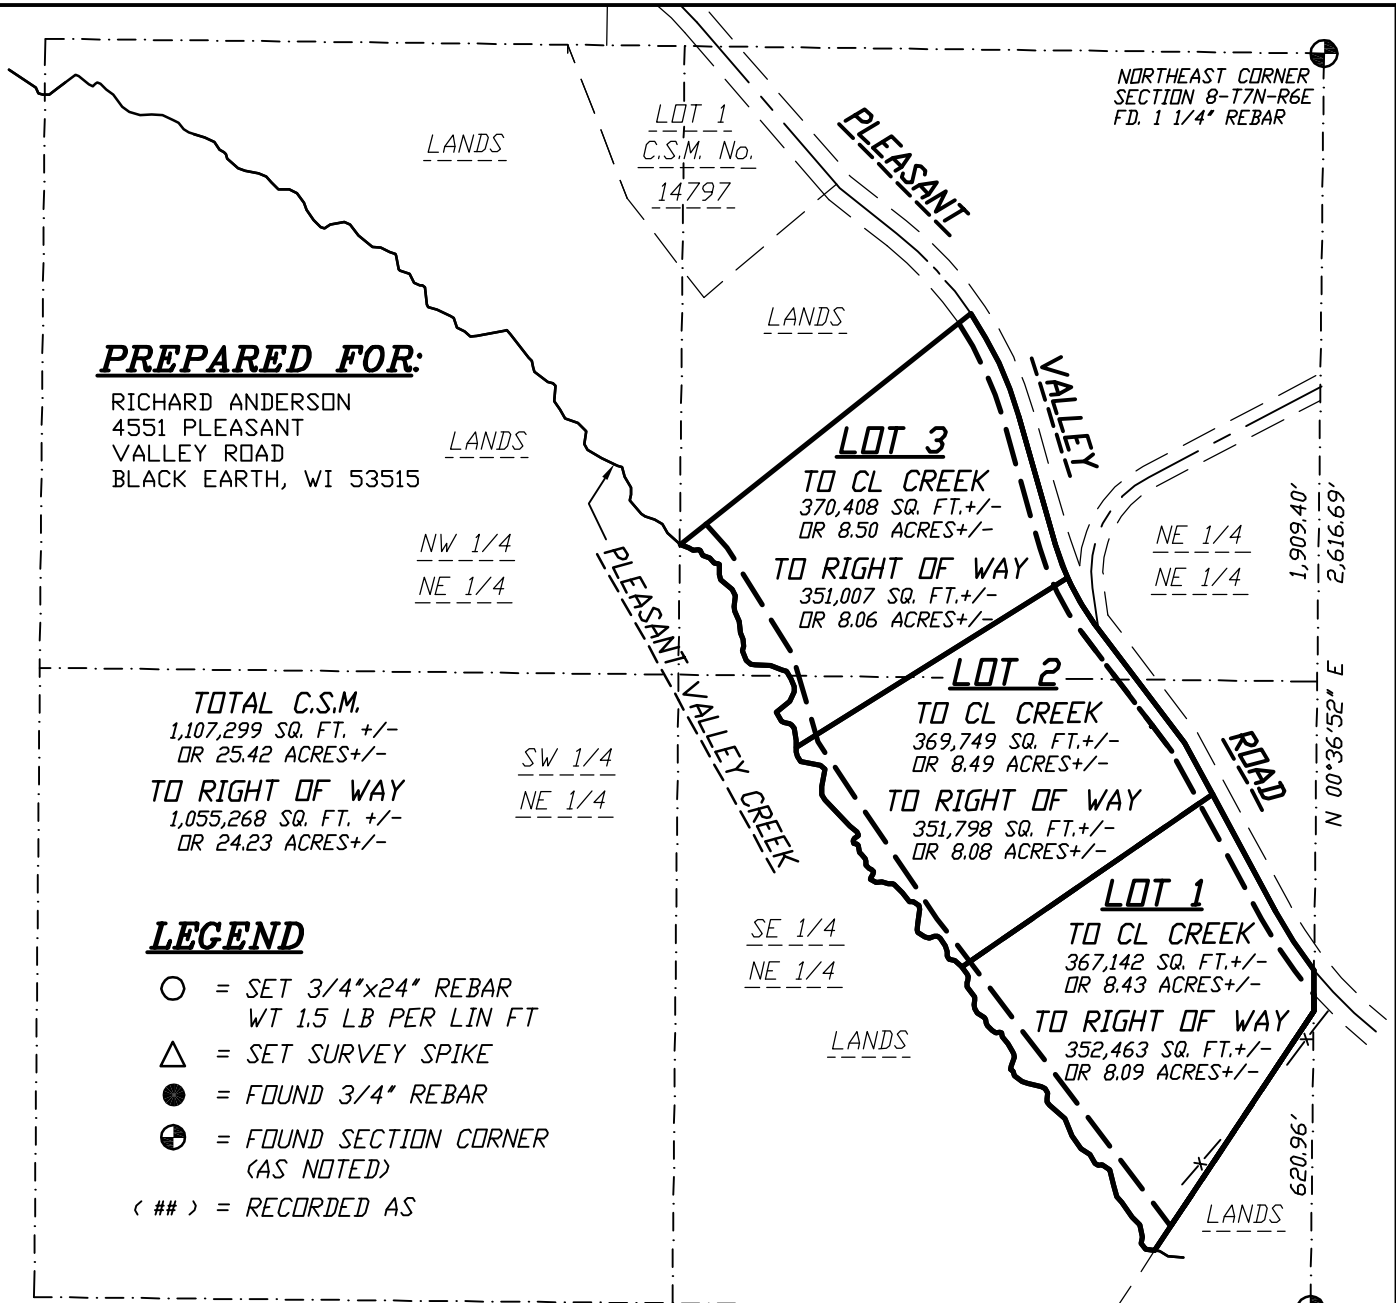 NORTHEAST CORNER
SECTION 8-T7N-R6E
FD. 1 1/4" REBAR
LANDS
LOT 1
C.S.M. No.
14797
PLEASANT
VALLEY
ROAD
LANDS
PREPARED FOR:
RICHARD ANDERSON
4551 PLEASANT
VALLEY ROAD
BLACK EARTH, WI 53515
LANDS
NW 1/4
NE 1/4
PLEASANT VALLEY CREEK
LOT 3
TO CL CREEK
370,408 SQ. FT.+/-
OR 8.50 ACRES+/-
TO RIGHT OF WAY
351,007 SQ. FT.+/-
OR 8.06 ACRES+/-
NE 1/4
NE 1/4
1,909.40'
2,616.69'
N 00°36'52" E
TOTAL C.S.M.
1,107,299 SQ. FT. +/-
OR 25.42 ACRES+/-
TO RIGHT OF WAY
1,055,268 SQ. FT. +/-
OR 24.23 ACRES+/-
SW 1/4
NE 1/4
LOT 2
TO CL CREEK
369,749 SQ. FT.+/-
OR 8.49 ACRES+/-
TO RIGHT OF WAY
351,798 SQ. FT.+/-
OR 8.08 ACRES+/-
LOT 1
TO CL CREEK
367,142 SQ. FT.+/-
OR 8.43 ACRES+/-
TO RIGHT OF WAY
352,463 SQ. FT.+/-
OR 8.09 ACRES+/-
SE 1/4
NE 1/4
LANDS
620.96'
LANDS
LEGEND
= SET 3/4"x24" REBAR
WT 1.5 LB PER LIN FT
= SET SURVEY SPIKE
= FOUND 3/4" REBAR
= FOUND SECTION CORNER
(AS NOTED)
( ## ) = RECORDED AS